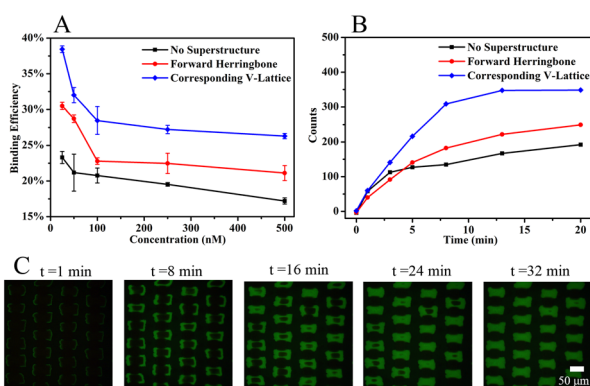 A
No Superstructure
Forward Herringbone
Corresponding V-Lattice
40%
35%
30%
25%
20%
15%
Binding Efficiency
0 100 200 300 400 500
Concentration (nM)
B
No Superstructure
Forward Herringbone
Corresponding V-Lattice
500
400
300
200
100
0
Counts
0 5 10 15 20
Time (min)
C
t =1 min t =8 min t =16 min t =24 min t =32 min
50 μm